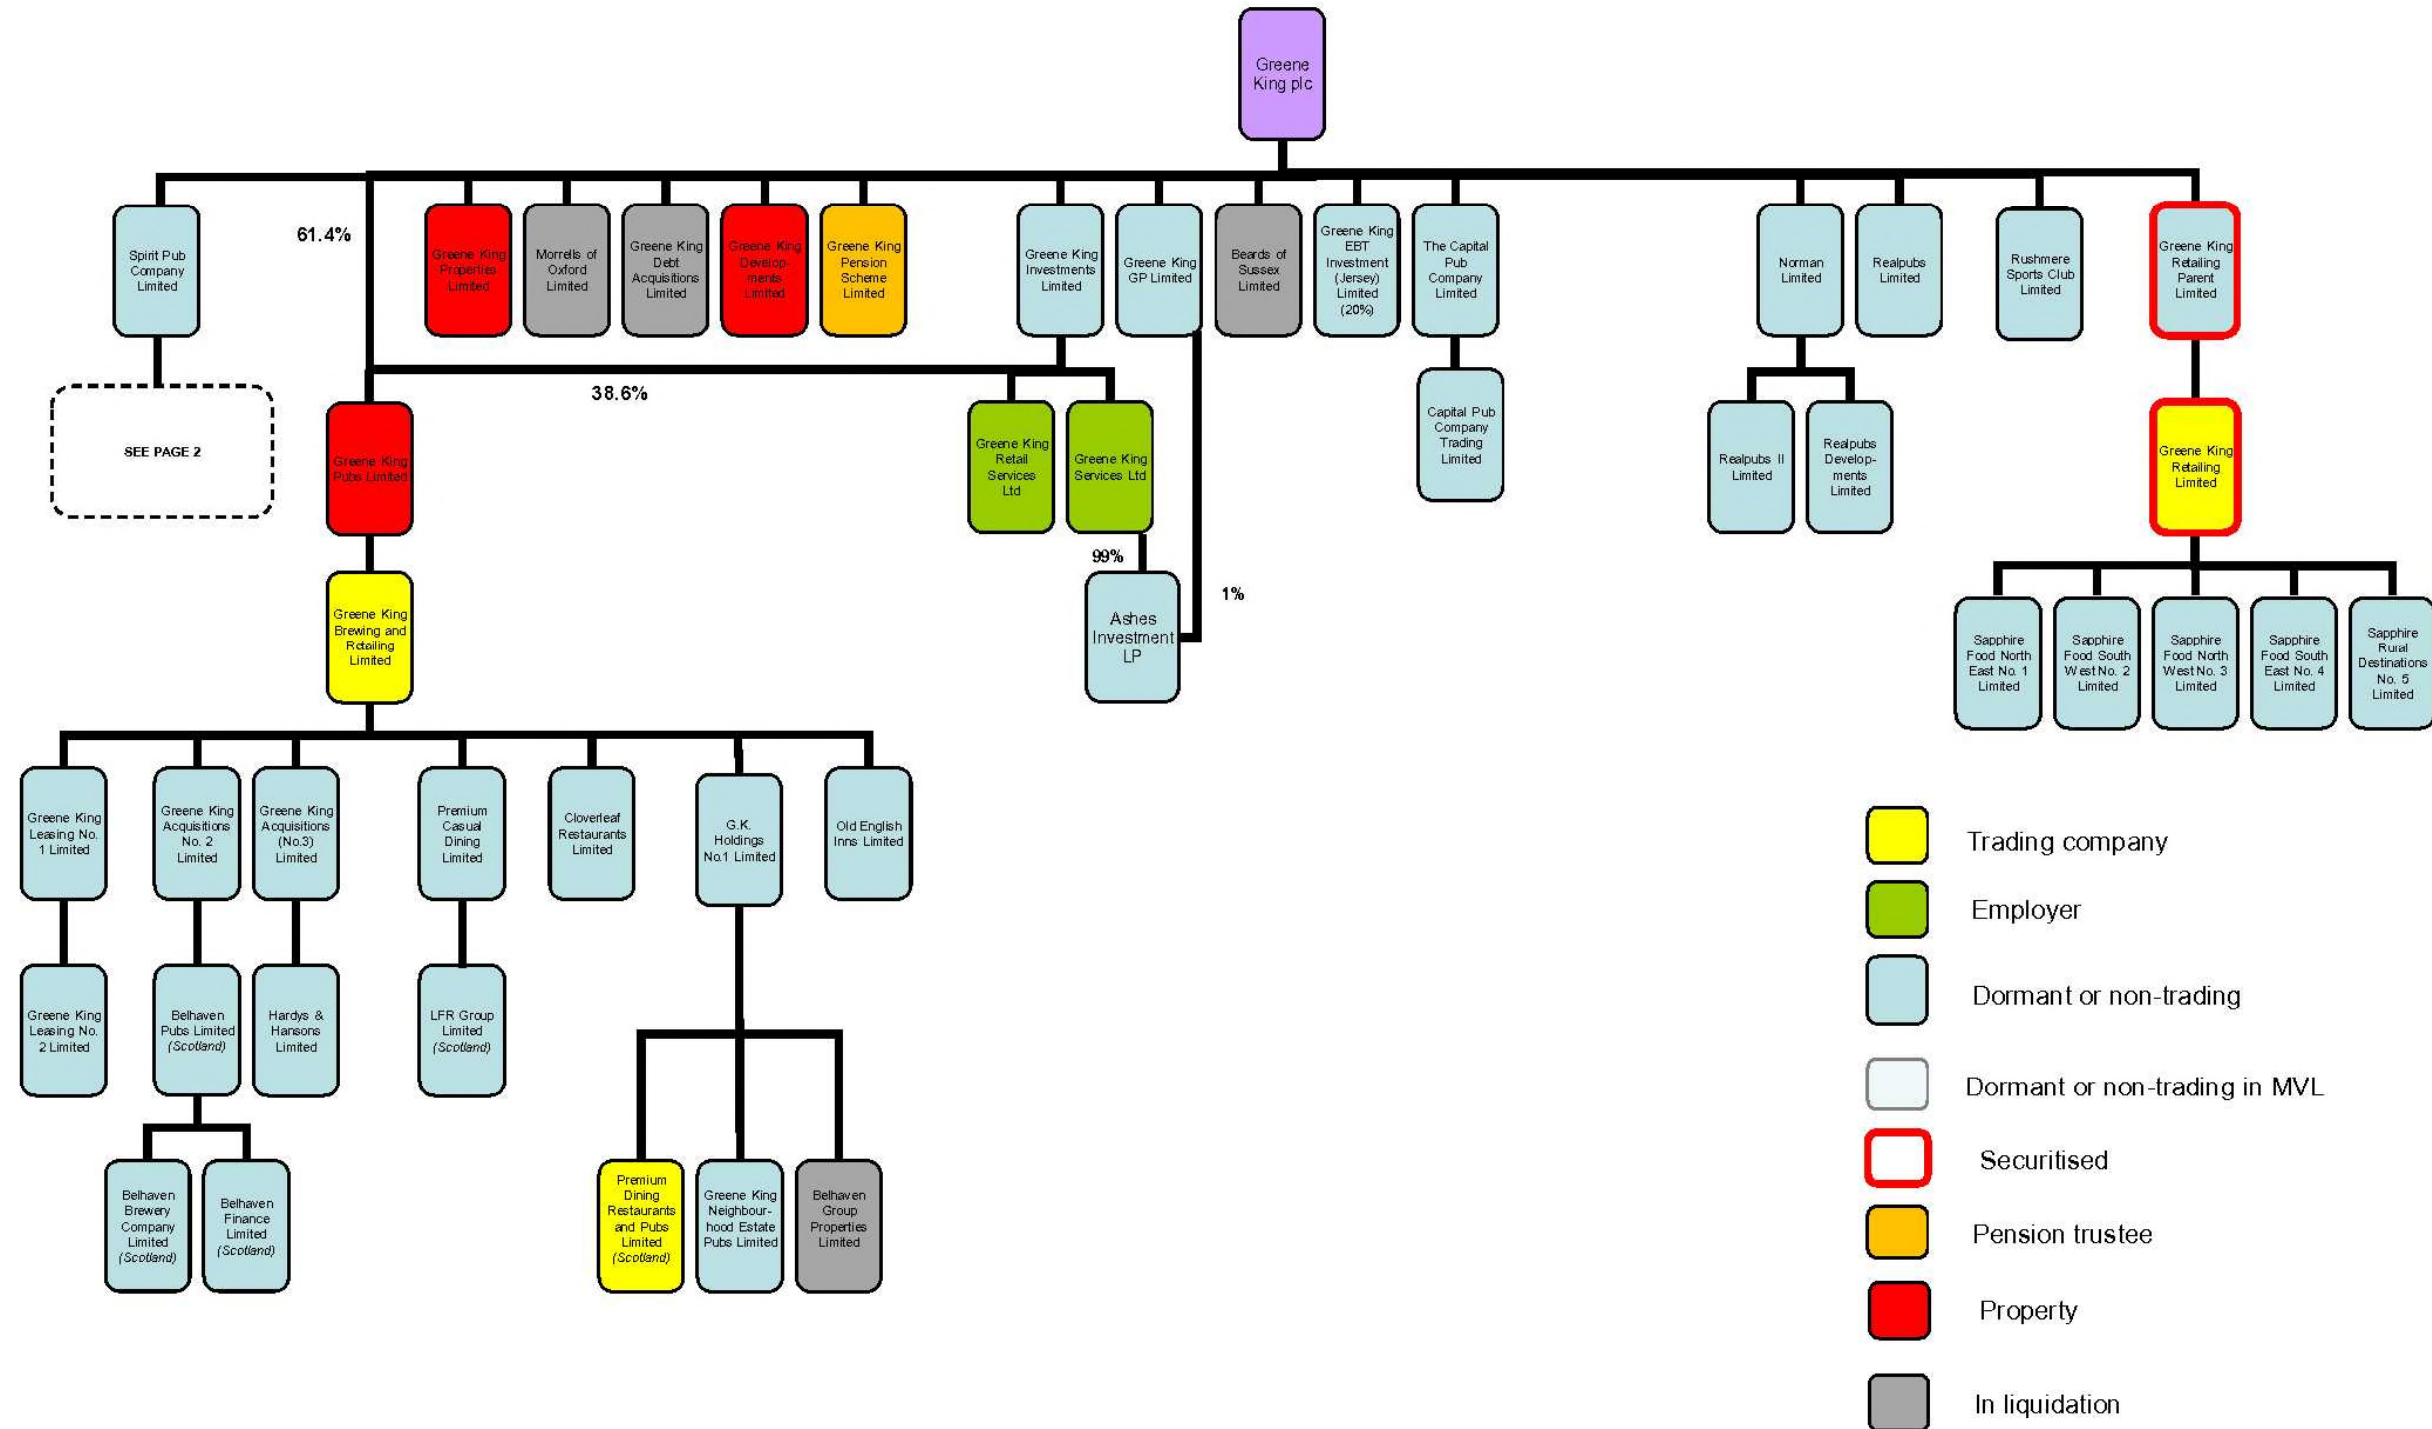 Greene
King plc
61.4%
Spirit Pub
Company
Limited
Greene King
Properties
Limited
Morrells of
Oxford
Limited
Greene King
Debt
Acquisitions
Limited
Greene King
Develop-
ments
Limited
Greene King
Pension
Scheme
Limited
Greene King
Investments
Limited
Greene King
GP Limited
Beards of
Sussex
Limited
Greene King
EBT
Investment
(Jersey)
Limited
(20%)
The Capital
Pub
Company
Limited
Norman
Limited
Realpubs
Limited
Rushmere
Sports Club
Limited
Greene King
Retailing
Parent
Limited
SEE PAGE 2
38.6%
Greene King
Pubs Limited
Greene King
Retail
Services
Ltd
Greene King
Services Ltd
Capital Pub
Company
Trading
Limited
Realpubs II
Limited
Realpubs
Develop-
ments
Limited
Greene King
Retailing
Limited
99%
1%
Greene King
Brewing and
Retailing
Limited
Ashes
Investment
LP
Sapphire
Food North
East No. 1
Limited
Sapphire
Food South
West No. 2
Limited
Sapphire
Food North
West No. 3
Limited
Sapphire
Food South
East No. 4
Limited
Sapphire
Rural
Destinations
No. 5
Limited
Greene King
Leasing No.
1 Limited
Greene King
Acquisitions
No. 2
Limited
Greene King
Acquisitions
(No.3)
Limited
Premium
Casual
Dining
Limited
Cloverleaf
Restaurants
Limited
G.K.
Holdings
No.1 Limited
Old English
Inns Limited
Greene King
Leasing No.
2 Limited
Belhaven
Pubs Limited
(Scotland)
Hardys &
Hansons
Limited
LFR Group
Limited
(Scotland)
Belhaven
Brewery
Company
Limited
(Scotland)
Belhaven
Finance
Limited
(Scotland)
Premium
Dining
Restaurants
and Pubs
Limited
(Scotland)
Greene King
Neighbour-
hood Estate
Pubs Limited
Belhaven
Group
Properties
Limited
Trading company
Employer
Dormant or non-trading
Dormant or non-trading in MVL
Securitised
Pension trustee
Property
In liquidation